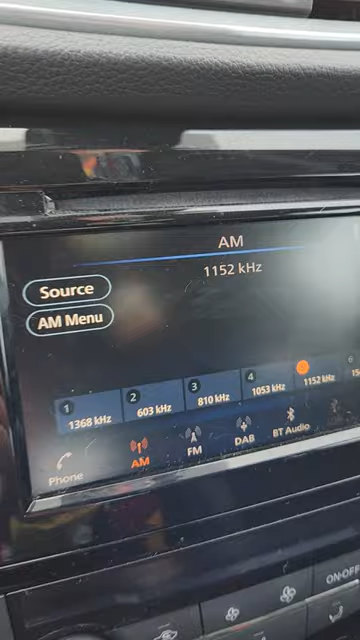 AM
1152 kHz
Source
AM Menu
1 2 3 4
1368 kHz 603 kHz 810 kHz 1053 kHz 1152 kHz
Phone AM FM DAB BT Audio
ON·OFF